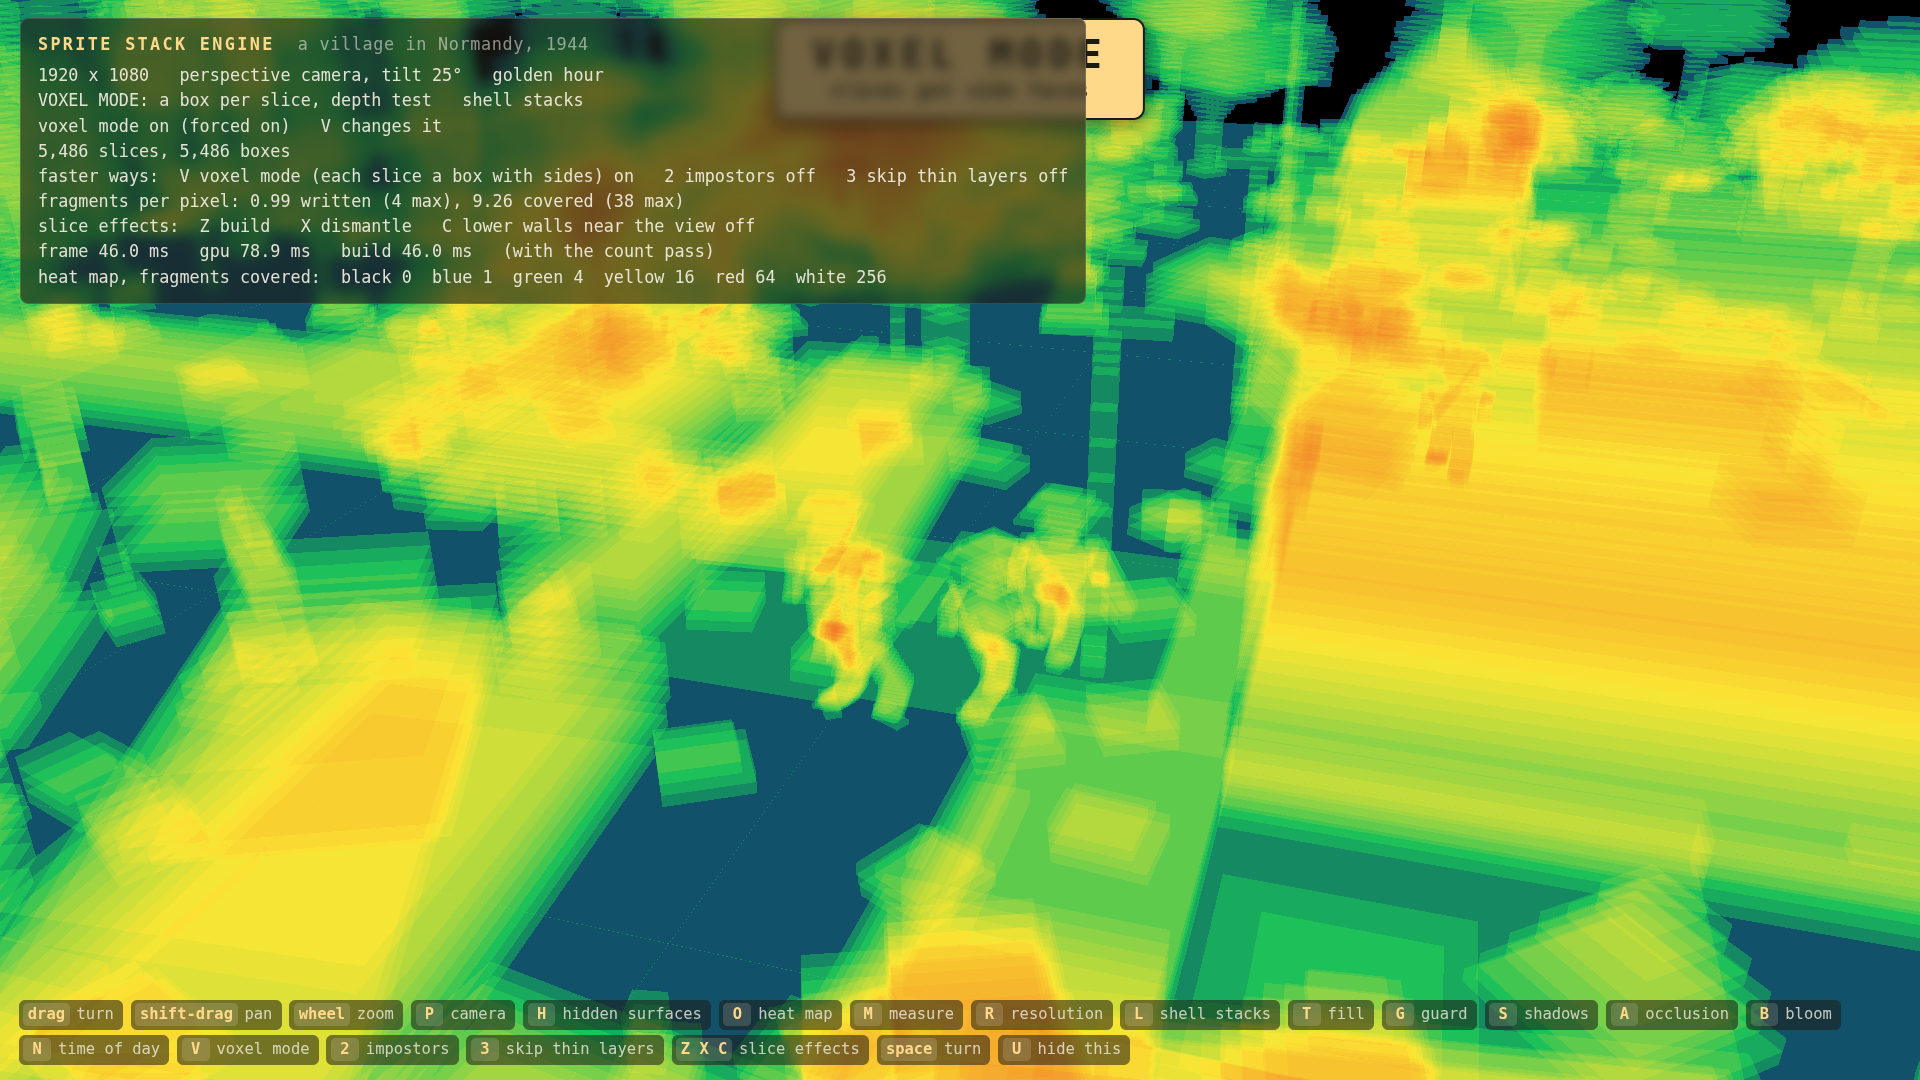 SPRITE STACK ENGINE a village in Normandy, 1944
1920 x 1080 perspective camera, tilt 25° golden hour
VOXEL MODE: a box per slice, depth test shell stacks
voxel mode on (forced on) V changes it
5,486 slices, 5,486 boxes
faster ways: V voxel mode (each slice a box with sides) on 2 impostors off 3 skip thin layers off
fragments per pixel: 0.99 written (4 max), 9.26 covered (38 max)
slice effects: Z build X dismantle C lower walls near the view off
frame 46.0 ms gpu 78.9 ms build 46.0 ms (with the count pass)
heat map, fragments covered: black 0 blue 1 green 4 yellow 16 red 64 white 256
VOXEL MODE
slices get side faces
drag turn shift-drag pan wheel zoom P camera H hidden surfaces O heat map M measure R resolution L shell stacks T fill G guard S shadows A occlusion B bloom
N time of day V voxel mode 2 impostors 3 skip thin layers Z X C slice effects space turn U hide this